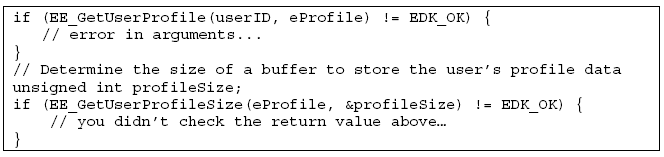 if (EE_GetUserProfile(userID, eProfile) != EDK_OK) {
// error in arguments...
}
// Determine the size of a buffer to store the user’s profile data
unsigned int profileSize;
if (EE_GetUserProfileSize(eProfile, &profileSize) != EDK_OK) {
// you didn’t check the return value above…
}